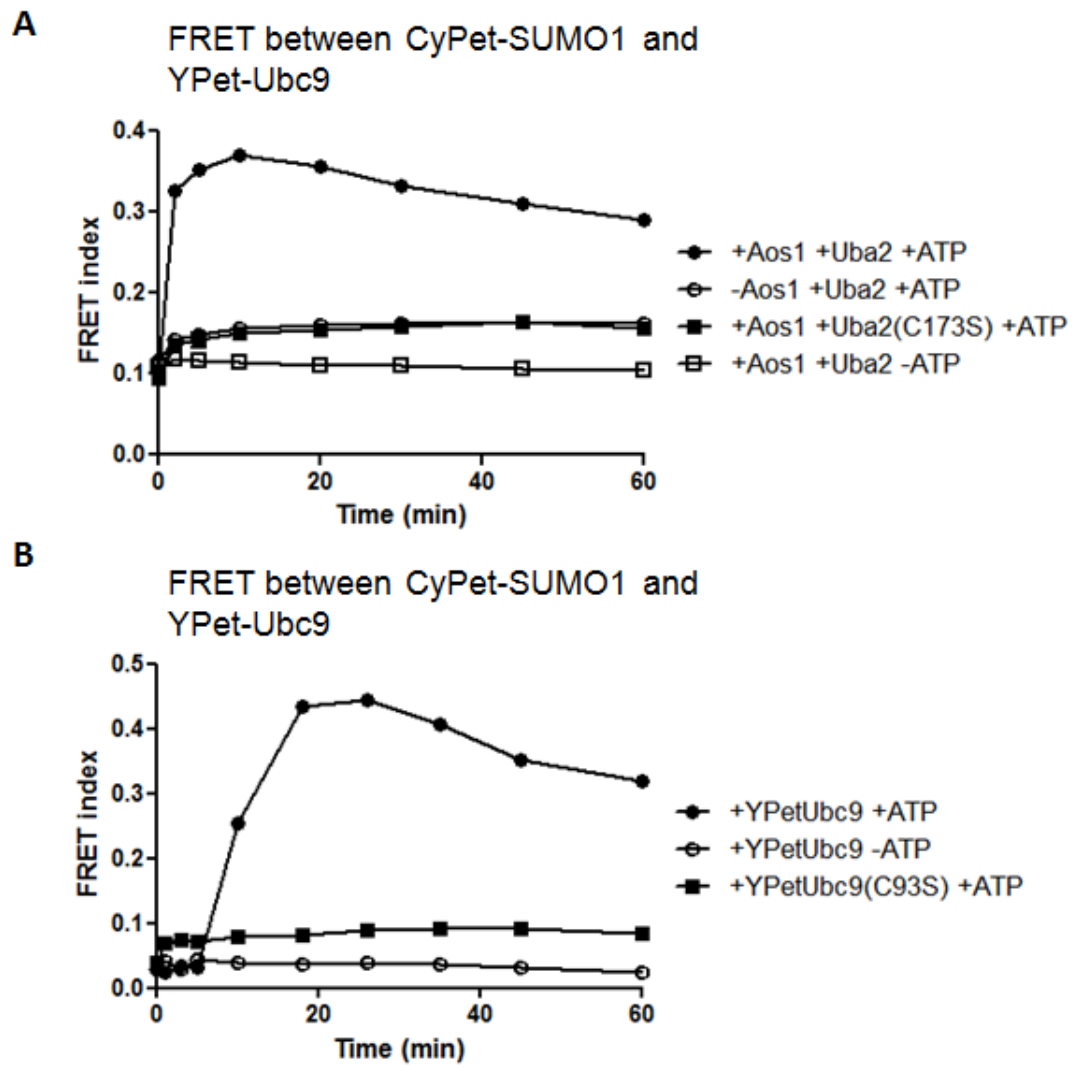 A
FRET between CyPet-SUMO1 and
YPet-Ubc9
0.4
0.3
0.2
0.1
0.0
FRET index
0 20 40 60
Time (min)
+Aos1 +Uba2 +ATP
-Aos1 +Uba2 +ATP
+Aos1 +Uba2(C173S) +ATP
+Aos1 +Uba2 -ATP
B
FRET between CyPet-SUMO1 and
YPet-Ubc9
0.5
0.4
0.3
0.2
0.1
0.0
FRET index
0 20 40 60
Time (min)
+YPetUbc9 +ATP
+YPetUbc9 -ATP
+YPetUbc9(C93S) +ATP